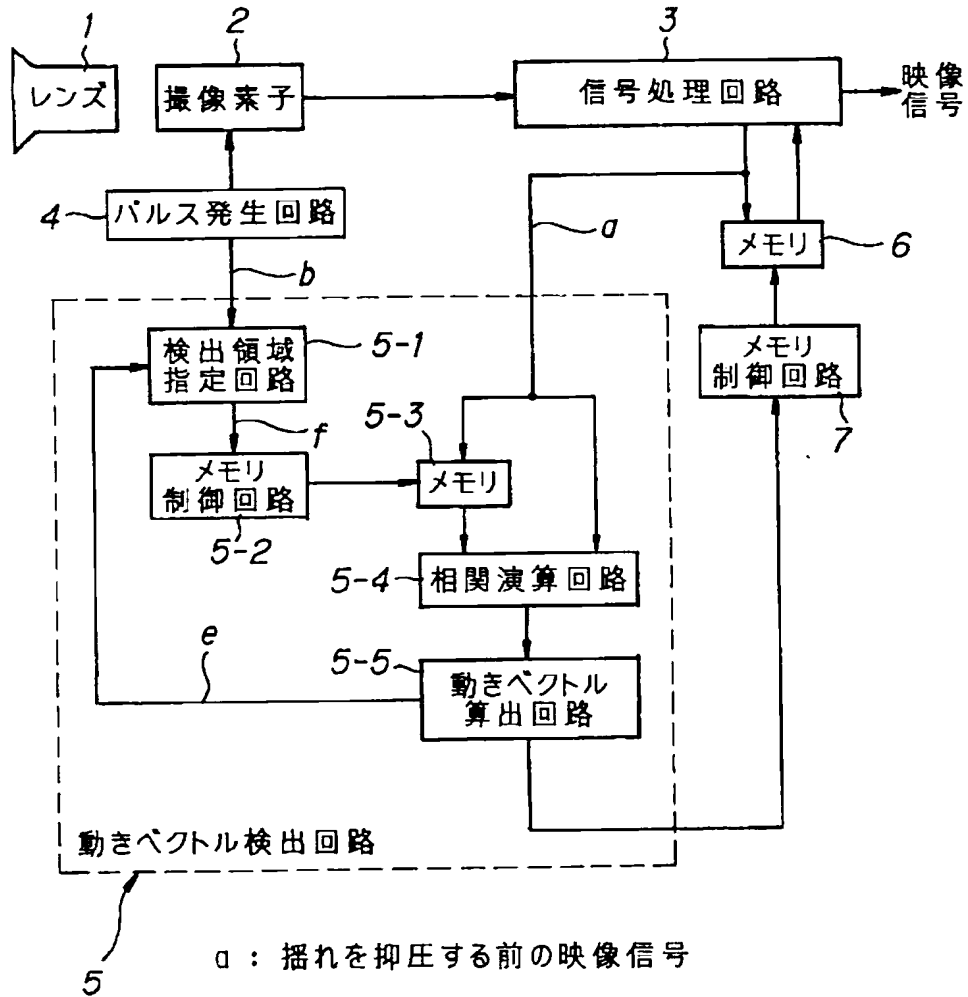 1
レンズ
2
撮像素子
3
信号処理回路
映像
信号
4
パルス発生回路
b
a
メモリ
6
検出領域
指定回路
5-1
メモリ
制御回路
7
f
5-3
メモリ
メモリ
制御回路
5-2
5-4
相関演算回路
e
5-5
動きベクトル
算出回路
動きベクトル検出回路
5
a : 揺れを抑圧する前の映像信号